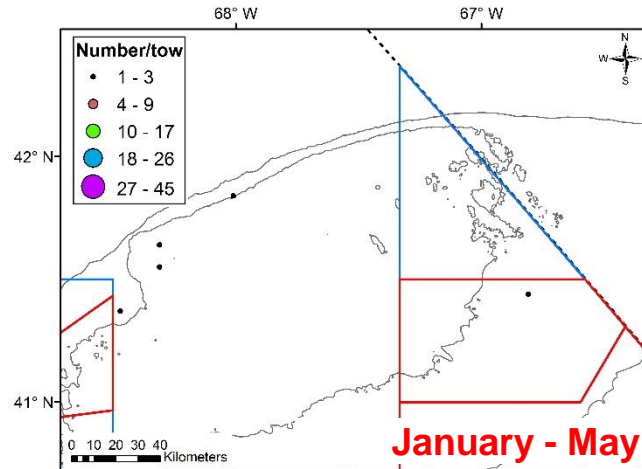 68° W 67° W
Number/tow
1 - 3
4 - 9
10 - 17
18 - 26
27 - 45
N
W E
S
42° N
41° N
0 10 20 30 40
Kilometers
January - May